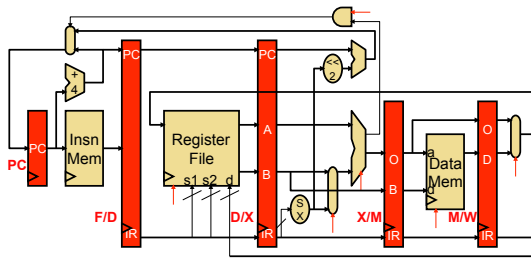 PC
PC
<<
2
+
4
PC
Insn
Mem
Register
File
s1 s2 d
A
B
S
X
O
B
a
d
Data
Mem
O
D
PC
F/D
D/X
X/M
M/W
IR
IR
IR
IR